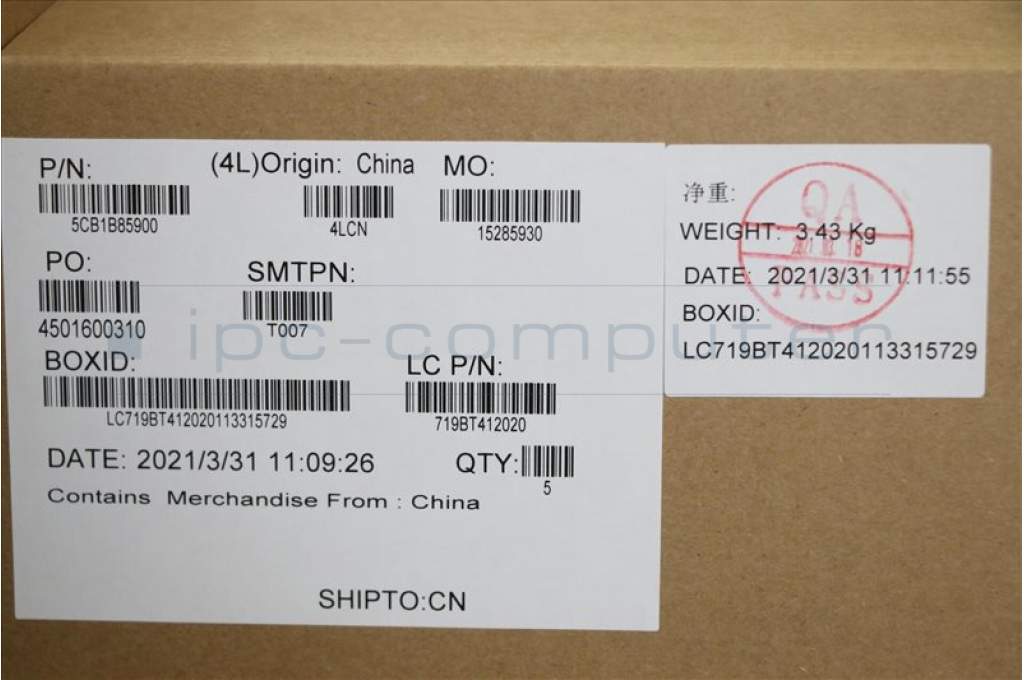 P/N: (4L)Origin: China MO:
5CB1B85900 4LCN 15285930
PO: SMTPN:
4501600310 T007
BOXID: LC P/N:
LC719BT412020113315729 719BT412020
DATE: 2021/3/31 11:09:26 QTY:
5
Contains Merchandise From : China
SHIPTO:CN
净重:
WEIGHT: 3.43 Kg
DATE: 2021/3/31 11:11:55
BOXID:
LC719BT412020113315729
QA
PASS
ipc-computer